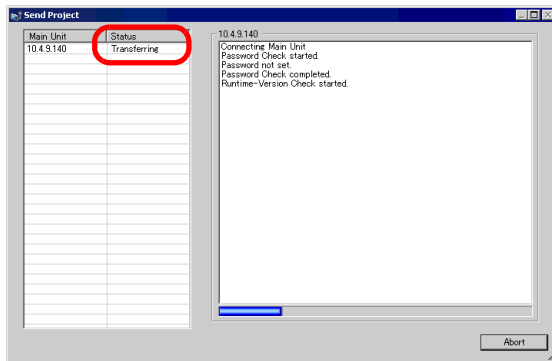 Send Project
Main Unit Status
10.4.9.140 Transferring
10.4.9.140
Connecting Main Unit
Password Check started.
Password not set.
Password Check completed.
Runtime-Version Check started.
Abort